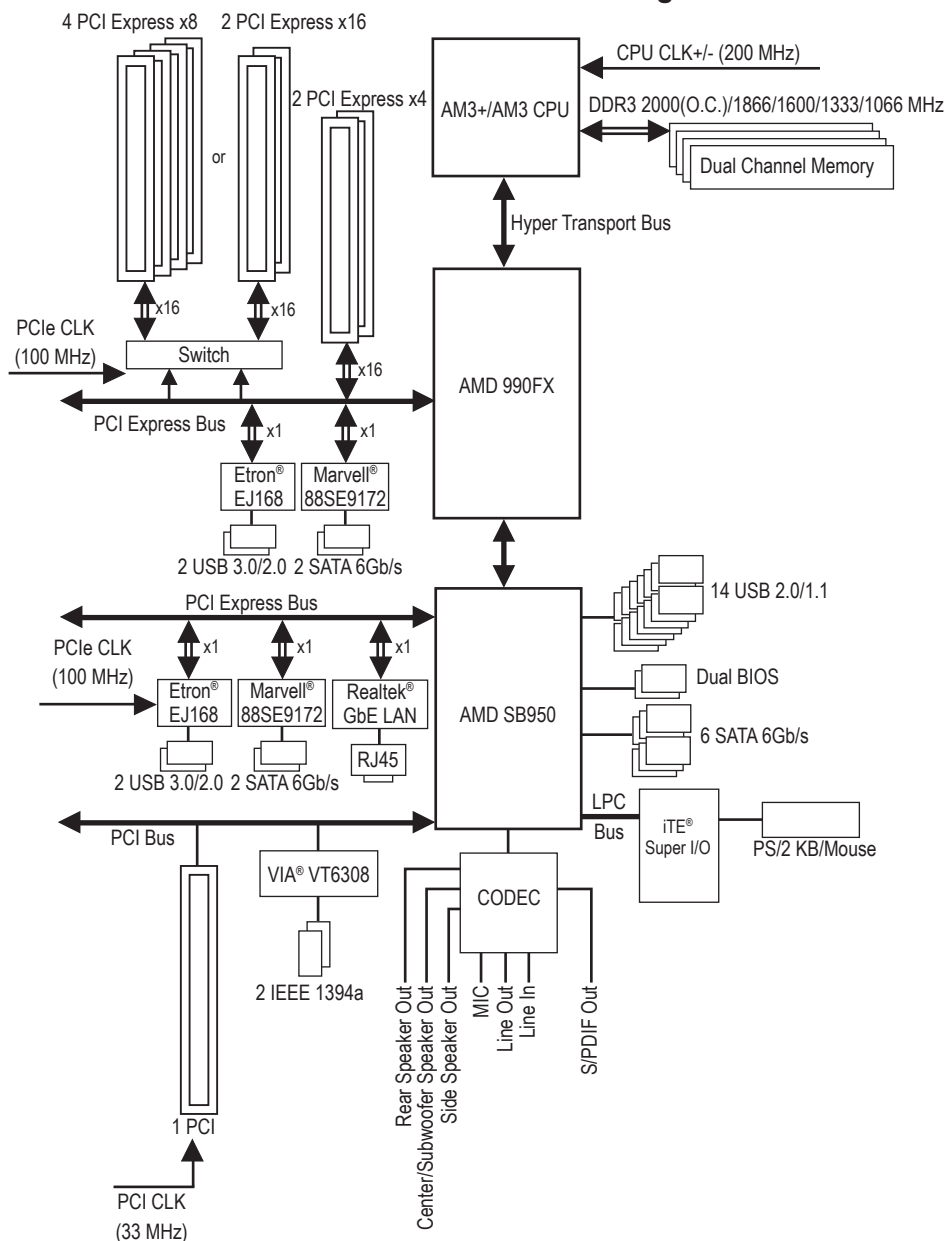 4 PCI Express x8
2 PCI Express x16
2 PCI Express x4
or
AM3+/AM3 CPU
CPU CLK+/- (200 MHz)
DDR3 2000(O.C.)/1866/1600/1333/1066 MHz
Dual Channel Memory
Hyper Transport Bus
x16
x16
x16
PCIe CLK
(100 MHz)
Switch
PCI Express Bus
AMD 990FX
x1
x1
Etron®
EJ168
Marvell®
88SE9172
2 USB 3.0/2.0
2 SATA 6Gb/s
PCI Express Bus
14 USB 2.0/1.1
PCIe CLK
(100 MHz)
x1
x1
x1
Etron®
EJ168
Marvell®
88SE9172
Realtek®
GbE LAN
RJ45
2 USB 3.0/2.0
2 SATA 6Gb/s
AMD SB950
Dual BIOS
6 SATA 6Gb/s
PCI Bus
LPC
Bus
iTE®
Super I/O
PS/2 KB/Mouse
VIA® VT6308
2 IEEE 1394a
CODEC
Rear Speaker Out
Center/Subwoofer Speaker Out
Side Speaker Out
MIC
Line Out
Line In
S/PDIF Out
1 PCI
PCI CLK
(33 MHz)